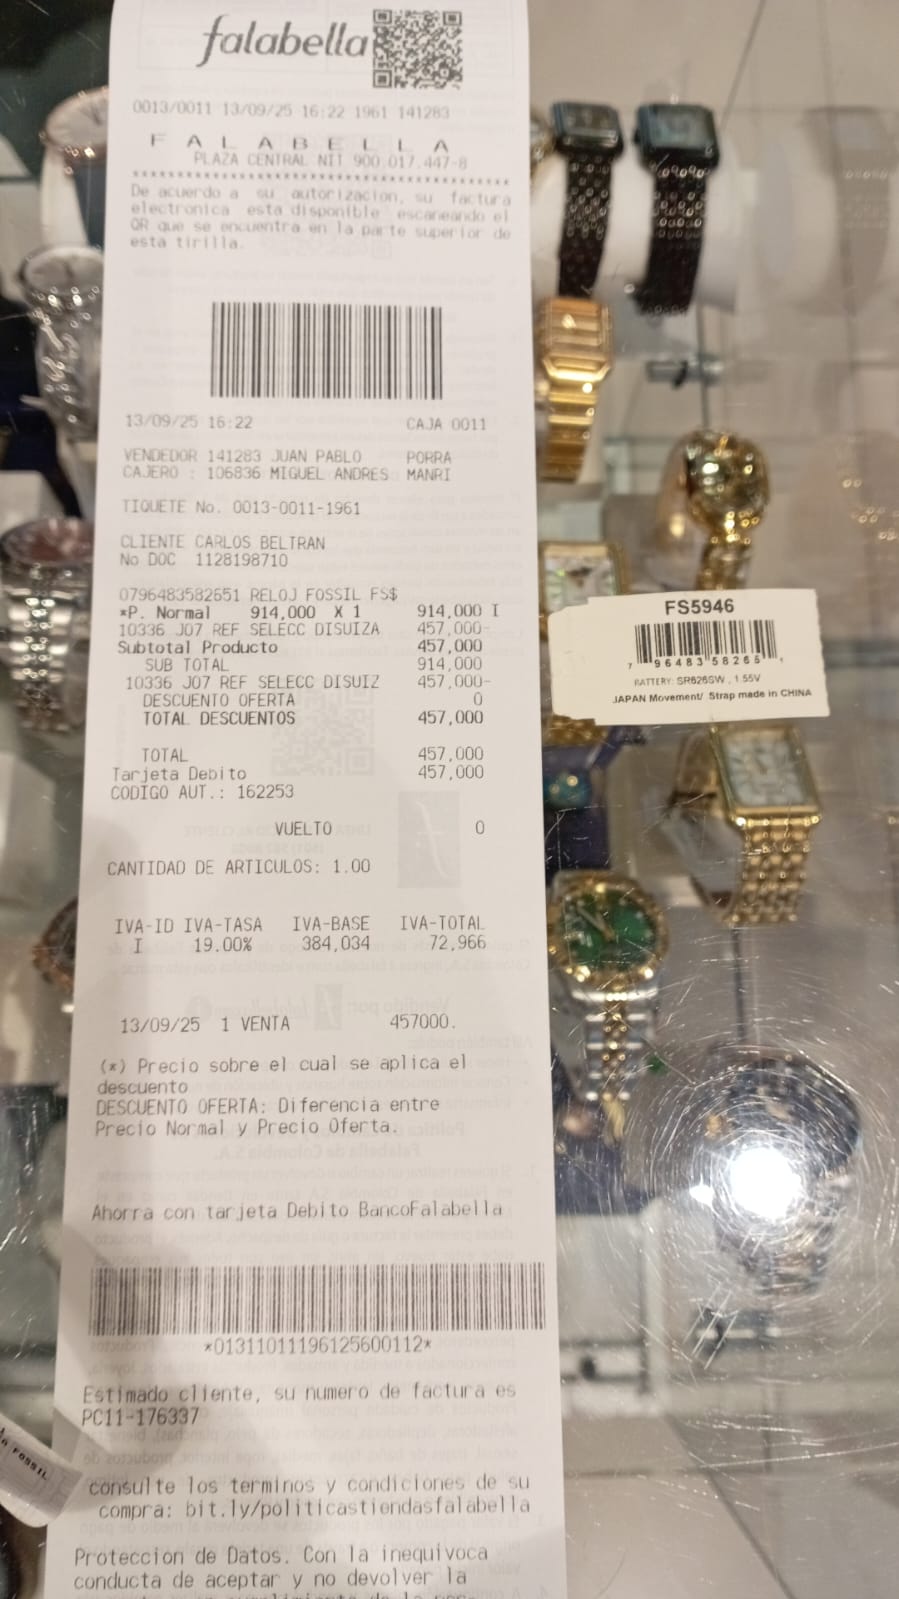 falabella
0013/0011 13/09/25 16:22 1961 141283
F A L A B E L L A
PLAZA CENTRAL NIT 900.017.447-8
****************************************
De acuerdo a su autorizacion, su factura
electronica esta disponible escaneando el
QR que se encuentra en la parte superior de
esta tirilla.
13/09/25 16:22 CAJA 0011
VENDEDOR 141283 JUAN PABLO PORRA
CAJERO : 106836 MIGUEL ANDRES MANRI
TIQUETE No. 0013-0011-1961
CLIENTE CARLOS BELTRAN
No DOC 1128198710
0796483582651 RELOJ FOSSIL FS$
*P. Normal 914,000 X 1 914,000 I
10336 J07 REF SELECC DISUIZA 457,000-
Subtotal Producto 457,000
SUB TOTAL 914,000
10336 J07 REF SELECC DISUIZ 457,000-
DESCUENTO OFERTA 0
TOTAL DESCUENTOS 457,000
TOTAL 457,000
Tarjeta Debito 457,000
CODIGO AUT.: 162253
VUELTO 0
CANTIDAD DE ARTICULOS: 1.00
IVA-ID IVA-TASA IVA-BASE IVA-TOTAL
I 19.00% 384,034 72,966
13/09/25 1 VENTA 457000.
(*) Precio sobre el cual se aplica el
descuento
DESCUENTO OFERTA: Diferencia entre
Precio Normal y Precio Oferta.
Ahorra con tarjeta Debito BancoFalabella
*01311011196125600112*
Estimado cliente, su numero de factura es
PC11-176337
consulte los terminos y condiciones de su
compra: bit.ly/politicastiendasfalabella
Proteccion de Datos. Con la inequivoca
conducta de aceptar y no devolver la
FS5946
7 96483 58265 1
BATTERY: SR626SW , 1.55V
JAPAN Movement/ Strap made in CHINA
FOSSIL